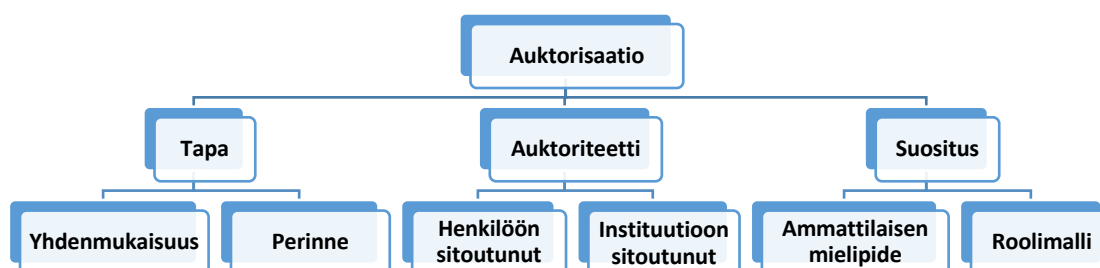 Auktorisaatio
Tapa
Auktoriteetti
Suositus
Yhdenmukaisuus
Perinne
Henkilöön
sitoutunut
Instituutioon
sitoutunut
Ammattilaisen
mielipide
Roolimalli